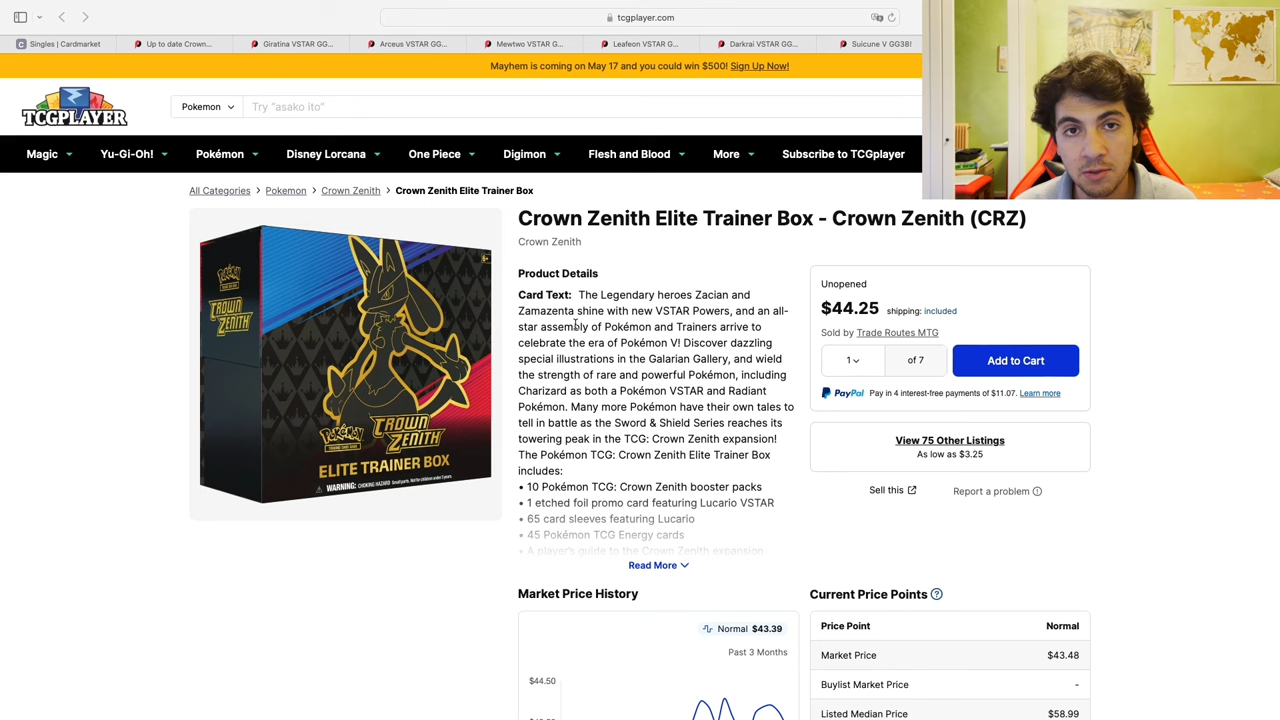 tcgplayer.com
Singles | Cardmarket
Up to date Crown...
Giratina VSTAR GG...
Arceus VSTAR GG...
Mewtwo VSTAR G...
Leafeon VSTAR G...
Darkrai VSTAR GG...
Suicune V GG38!
Mayhem is coming on May 17 and you could win $500! Sign Up Now!
TCGPLAYER
Pokemon
Try "asako ito"
Magic
Yu-Gi-Oh!
Pokémon
Disney Lorcana
One Piece
Digimon
Flesh and Blood
More
Subscribe to TCGplayer
All Categories > Pokemon > Crown Zenith > Crown Zenith Elite Trainer Box
Pokémon
CROWN ZENITH
Pokémon
CROWN ZENITH
ELITE TRAINER BOX
6+
Crown Zenith Elite Trainer Box - Crown Zenith (CRZ)
Crown Zenith
Product Details
Card Text: The Legendary heroes Zacian and
Zamazenta shine with new VSTAR Powers, and an all-
star assembly of Pokémon and Trainers arrive to
celebrate the era of Pokémon V! Discover dazzling
special illustrations in the Galarian Gallery, and wield
the strength of rare and powerful Pokémon, including
Charizard as both a Pokémon VSTAR and Radiant
Pokémon. Many more Pokémon have their own tales to
tell in battle as the Sword & Shield Series reaches its
towering peak in the TCG: Crown Zenith expansion!
The Pokémon TCG: Crown Zenith Elite Trainer Box
includes:
• 10 Pokémon TCG: Crown Zenith booster packs
• 1 etched foil promo card featuring Lucario VSTAR
• 65 card sleeves featuring Lucario
• 45 Pokémon TCG Energy cards
• A player's guide to the Crown Zenith expansion
Read More
Unopened
$44.25 shipping: included
Sold by Trade Routes MTG
1 of 7
Add to Cart
PayPal Pay in 4 interest-free payments of $11.07. Learn more
View 75 Other Listings
As low as $3.25
Sell this
Report a problem
Market Price History
Normal $43.39
Past 3 Months
$44.50
Current Price Points
Price Point Normal
Market Price $43.48
Buylist Market Price -
Listed Median Price $58.99